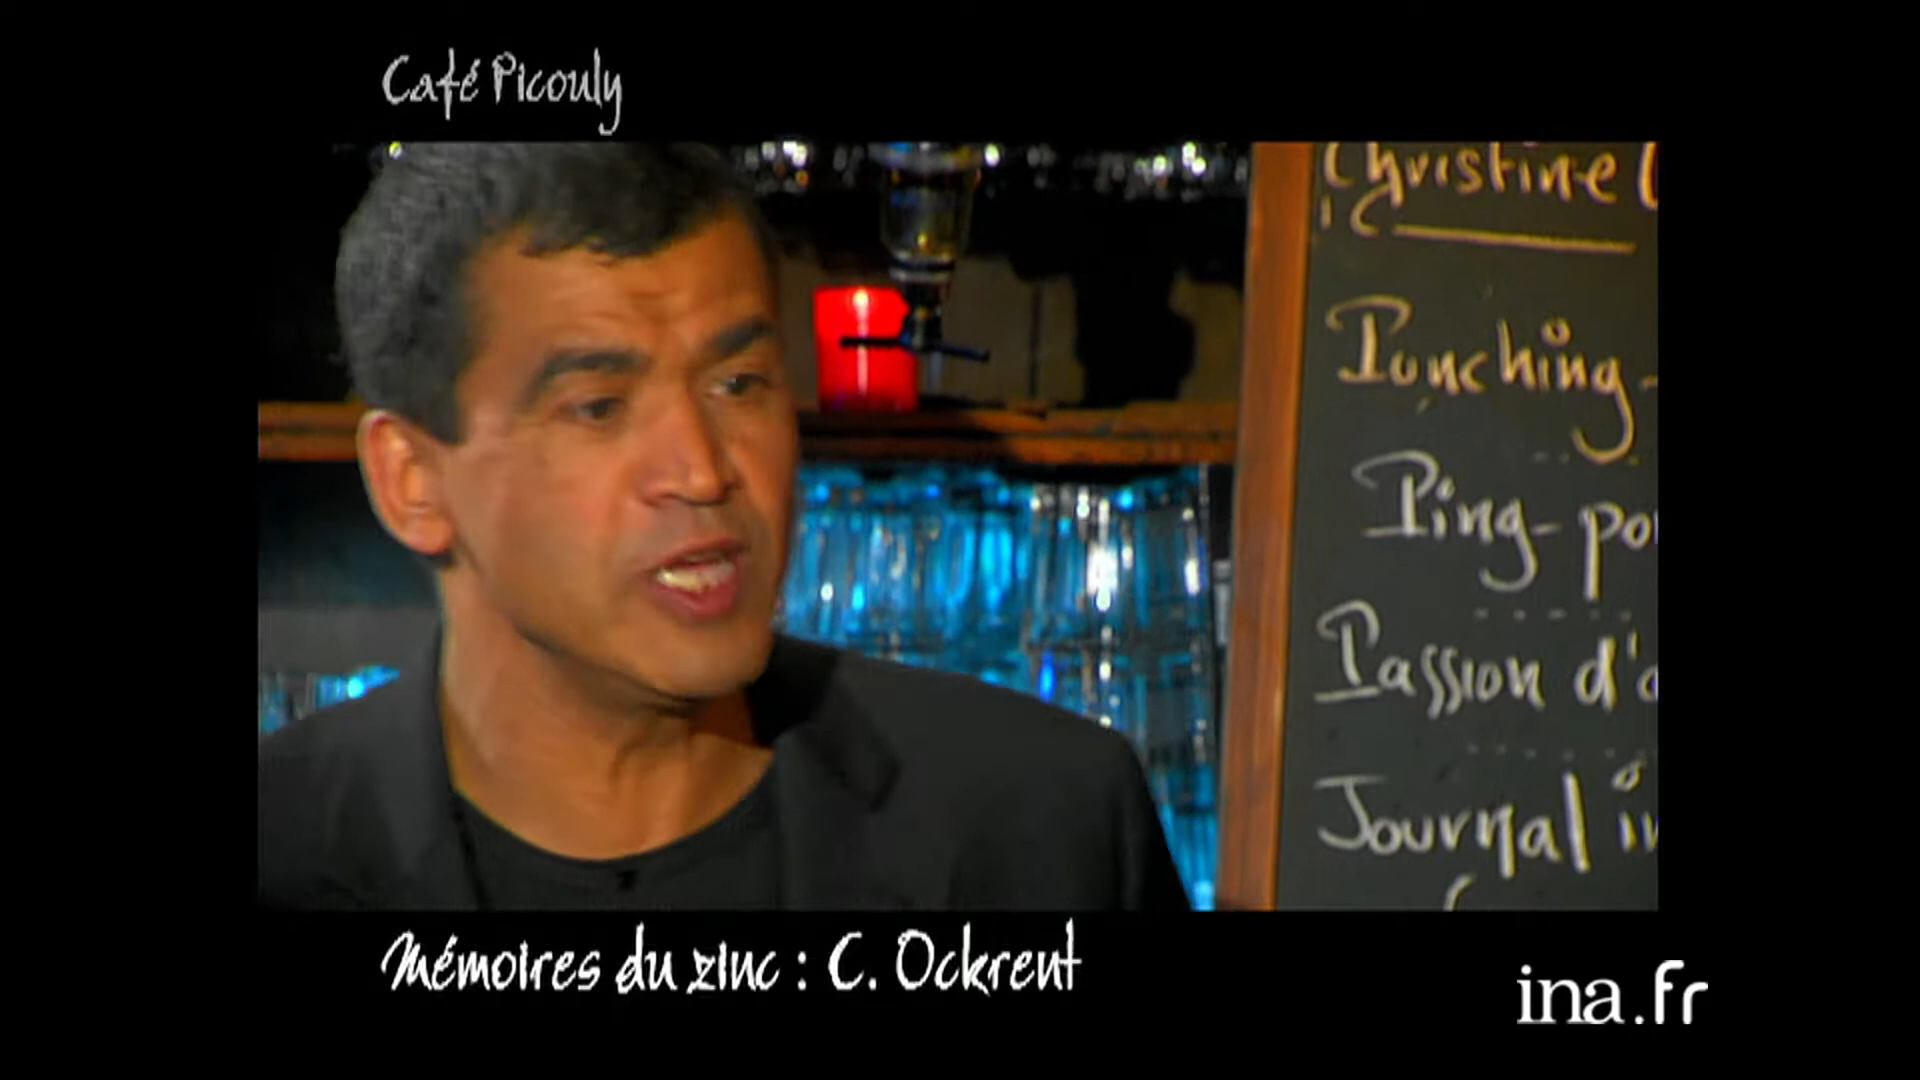 Café Picouly
Christine
Punching-
Ping-po
Passion d'
Journal
Mémoires du zinc : C. Ockrent
ina.fr